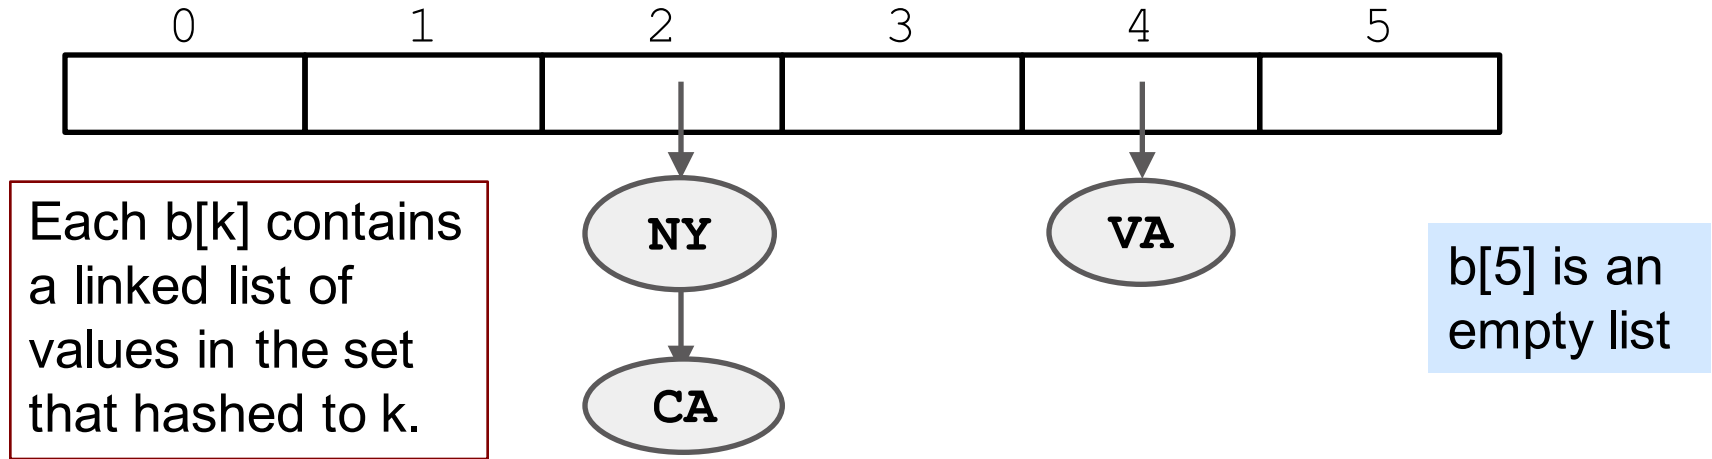 0 1 2 3 4 5
NY
VA
CA
Each b[k] contains
a linked list of
values in the set
that hashed to k.
b[5] is an
empty list